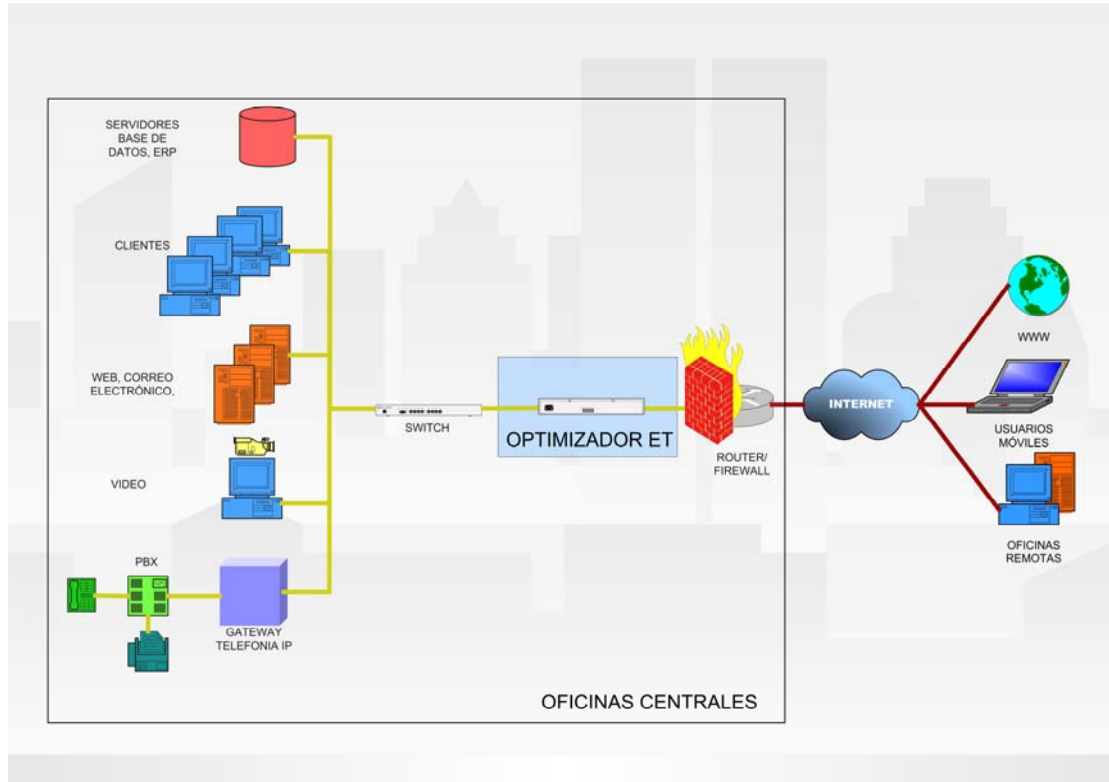 SERVIDORES
BASE DE
DATOS, ERP
CLIENTES
WEB, CORREO
ELECTRÓNICO,
VIDEO
PBX
GATEWAY
TELEFONIA IP
SWITCH
OPTIMIZADOR ET
ROUTER/
FIREWALL
INTERNET
WWW
USUARIOS
MÓVILES
OFICINAS
REMOTAS
OFICINAS CENTRALES